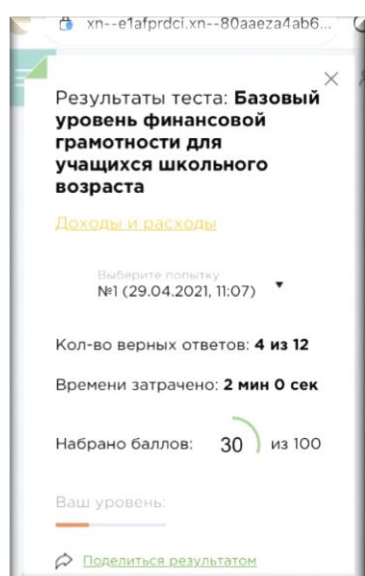 xn--e1afprdci.xn--80aaeza4ab6...
Результаты теста: Базовый
уровень финансовой
грамотности для
учащихся школьного
возраста
Доходы и расходы
Выберите попытку
№1 (29.04.2021, 11:07)
Кол-во верных ответов: 4 из 12
Времени затрачено: 2 мин 0 сек
Набрано баллов: 30 из 100
Ваш уровень:
Поделиться результатом